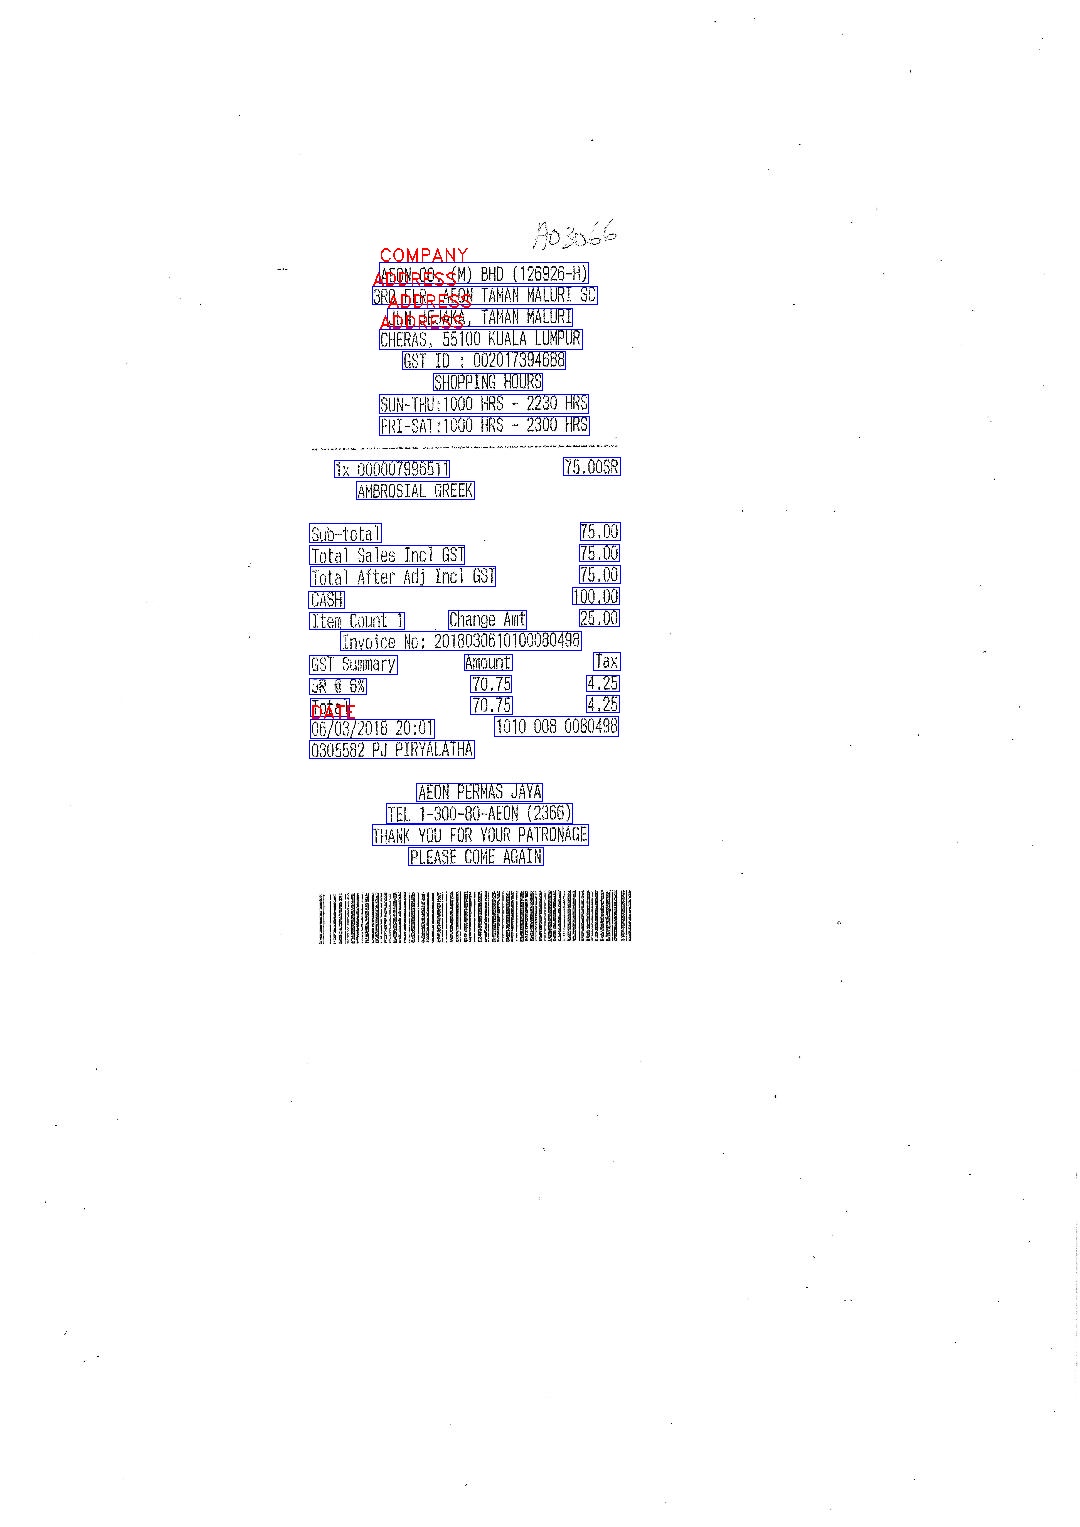 A03066
COMPANY
AEON CO. (M) BHD (126926-H)
ADDRESS
3RD FLR, AEON TAMAN MALURI SC
ADDRESS
JLN JEJAKA, TAMAN MALURI
ADDRESS
CHERAS, 55100 KUALA LUMPUR
GST ID : 002017394688
SHOPPING HOURS
SUN-THU:1000 HRS - 2230 HRS
FRI-SAT:1000 HRS - 2300 HRS
1x 000007996511 75.00SR
AMBROSIAL GREEK
Sub-total 75.00
Total Sales Incl GST 75.00
Total After Adj Incl GST 75.00
CASH 100.00
Item Count 1 Change Amt 25.00
Invoice No: 2018030610100080498
GST Summary Amount Tax
SR @ 6% 70.75 4.25
Total 70.75 4.25
DATE
06/03/2018 20:01 1010 008 0080498
0305582 PJ PIRYALATHA
AEON PERMAS JAYA
TEL 1-300-80-AEON (2366)
THANK YOU FOR YOUR PATRONAGE
PLEASE COME AGAIN